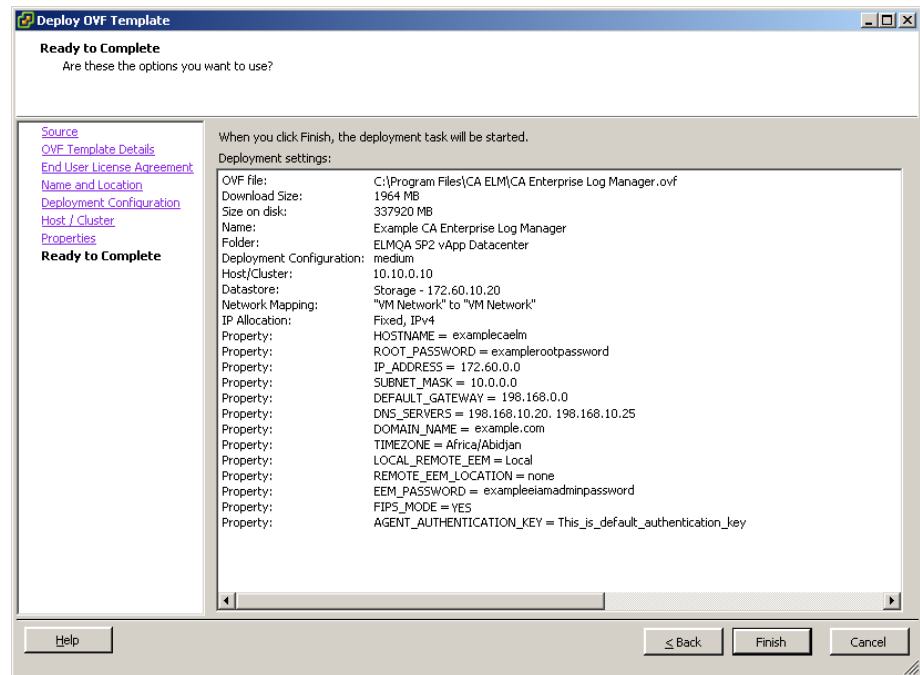 Deploy OVF Template
Ready to Complete
Are these the options you want to use?
Source
OVF Template Details
End User License Agreement
Name and Location
Deployment Configuration
Host / Cluster
Properties
Ready to Complete
When you click Finish, the deployment task will be started.
Deployment settings:
OVF file: C:\Program Files\CA ELM\CA Enterprise Log Manager.ovf
Download Size: 1964 MB
Size on disk: 337920 MB
Name: Example CA Enterprise Log Manager
Folder: ELMQA SP2 vApp Datacenter
Deployment Configuration: medium
Host/Cluster: 10.10.0.10
Datastore: Storage - 172.60.10.20
Network Mapping: "VM Network" to "VM Network"
IP Allocation: Fixed, IPv4
Property: HOSTNAME = examplecaelm
Property: ROOT_PASSWORD = examplerootpassword
Property: IP_ADDRESS = 172.60.0.0
Property: SUBNET_MASK = 10.0.0.0
Property: DEFAULT_GATEWAY = 198.168.0.0
Property: DNS_SERVERS = 198.168.10.20. 198.168.10.25
Property: DOMAIN_NAME = example.com
Property: TIMEZONE = Africa/Abidjan
Property: LOCAL_REMOTE_EEM = Local
Property: REMOTE_EEM_LOCATION = none
Property: EEM_PASSWORD = exampleeiamadminpassword
Property: FIPS_MODE = YES
Property: AGENT_AUTHENTICATION_KEY = This_is_default_authentication_key
Help
< Back
Finish
Cancel